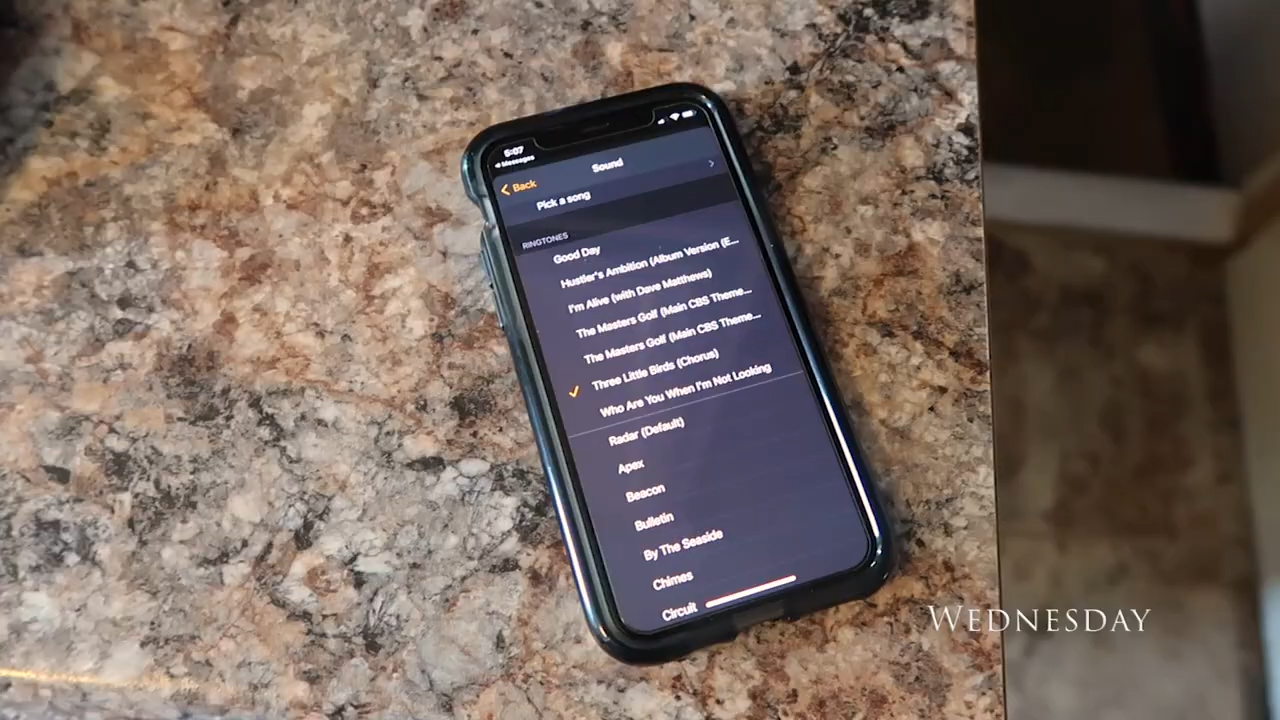 5:07
◂ Messages
Sound
Back
Pick a song
RINGTONES
Good Day
Hustler's Ambition (Album Version (E...
I'm Alive (with Dave Matthews)
The Masters Golf (Main CBS Theme...
The Masters Golf (Main CBS Theme...
Three Little Birds (Chorus)
Who Are You When I'm Not Looking
Radar (Default)
Apex
Beacon
Bulletin
By The Seaside
Chimes
Circuit
WEDNESDAY